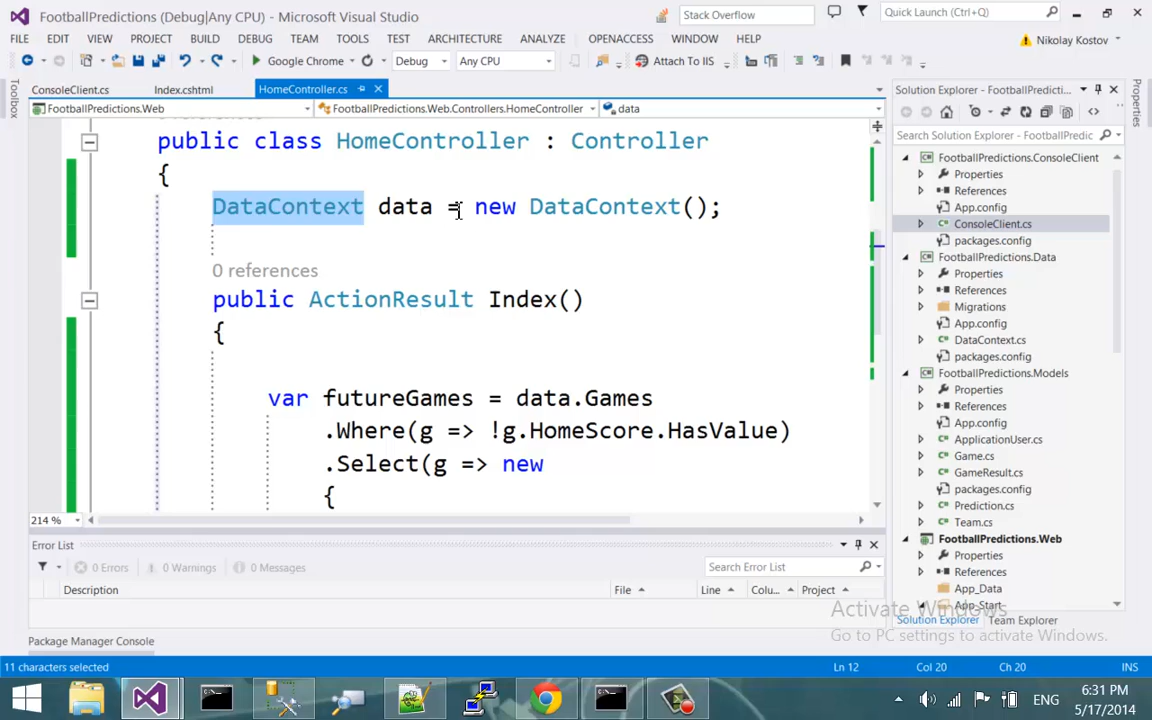 FootballPredictions (Debug|Any CPU) - Microsoft Visual Studio
Stack Overflow
Quick Launch (Ctrl+Q)
FILE EDIT VIEW PROJECT BUILD DEBUG TEAM TOOLS TEST ARCHITECTURE ANALYZE OPENACCESS WINDOW HELP
Nikolay Kostov
Google Chrome Debug Any CPU Attach To IIS
Toolbox
ConsoleClient.cs Index.cshtml HomeController.cs
FootballPredictions.Web FootballPredictions.Web.Controllers.HomeController data
public class HomeController : Controller
{
DataContext data = new DataContext();
0 references
public ActionResult Index()
{
var futureGames = data.Games
.Where(g => !g.HomeScore.HasValue)
.Select(g => new
{
214 %
Solution Explorer - FootballPredicti...
Search Solution Explorer - FootballPredic
FootballPredictions.ConsoleClient
Properties
References
App.config
ConsoleClient.cs
packages.config
FootballPredictions.Data
Properties
References
Migrations
App.config
DataContext.cs
packages.config
FootballPredictions.Models
Properties
References
App.config
ApplicationUser.cs
Game.cs
GameResult.cs
packages.config
Prediction.cs
Team.cs
FootballPredictions.Web
Properties
References
App_Data
App_Start
Solution Explorer Team Explorer
Properties
Error List
0 Errors 0 Warnings 0 Messages
Search Error List
Description File Line Colu... Project
Activate Windows
Go to PC settings to activate Windows.
Package Manager Console
11 characters selected Ln 12 Col 20 Ch 20 INS
ENG
6:31 PM
5/17/2014